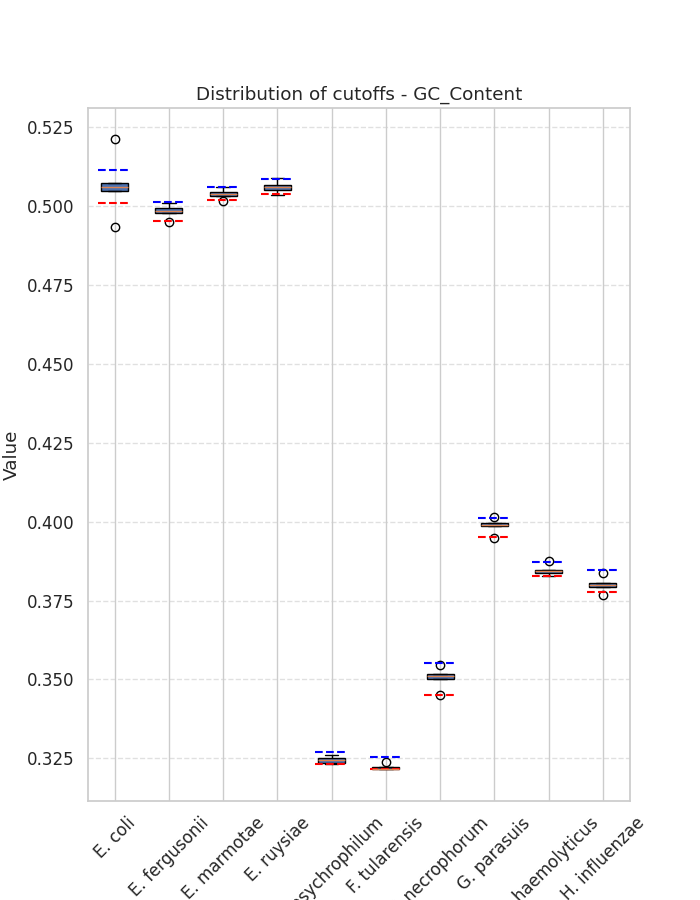 Distribution of cutoffs - GC_Content
Value
0.525
0.500
0.475
0.450
0.425
0.400
0.375
0.350
0.325
E. coli
E. fergusonii
E. marmotae
E. ruysiae
psychrophilum
F. tularensis
necrophorum
G. parasuis
haemolyticus
H. influenzae